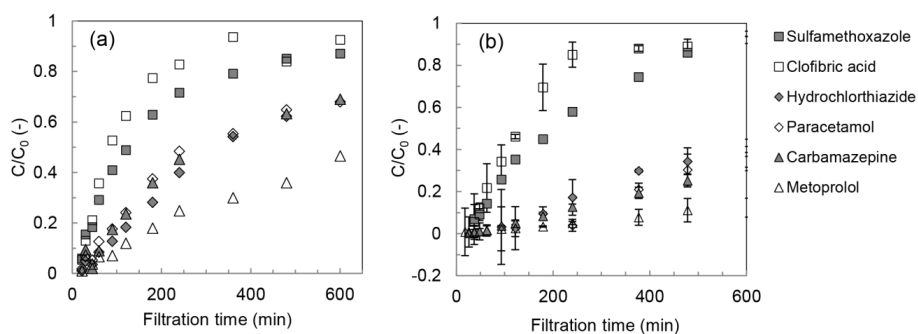 (a)
C/C0 (-)
1
0.8
0.6
0.4
0.2
0
0 200 400 600
Filtration time (min)
(b)
C/C0 (-)
1
0.8
0.6
0.4
0.2
0
-0.2
0 200 400 600
Filtration time (min)
Sulfamethoxazole
Clofibric acid
Hydrochlorthiazide
Paracetamol
Carbamazepine
Metoprolol